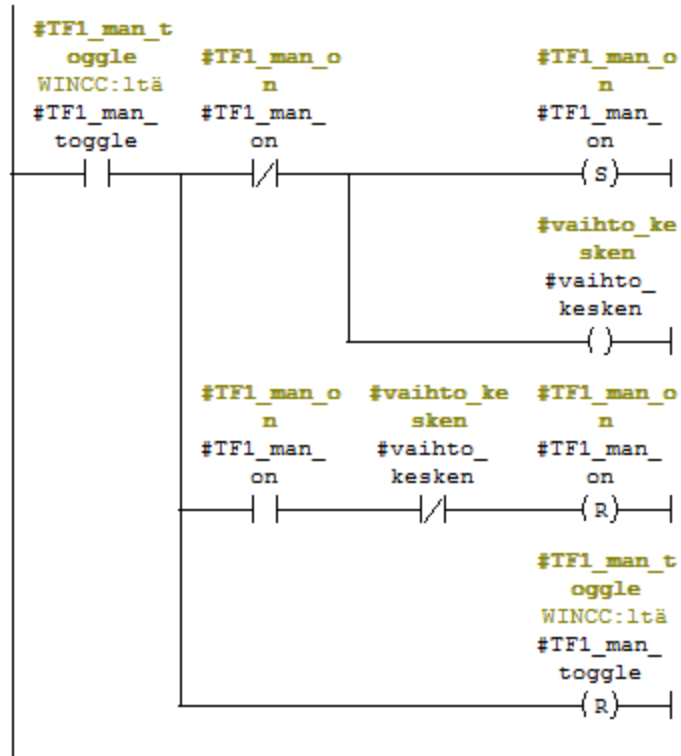 #TF1_man_t
oggle
WINCC:ltä
#TF1_man_
toggle
#TF1_man_o
n
#TF1_man_
on
#TF1_man_o
n
#TF1_man_
on
S
#vaihto_ke
sken
#vaihto_
kesken
#TF1_man_o
n
#TF1_man_
on
#vaihto_ke
sken
#vaihto_
kesken
#TF1_man_o
n
#TF1_man_
on
R
#TF1_man_t
oggle
WINCC:ltä
#TF1_man_
toggle
R